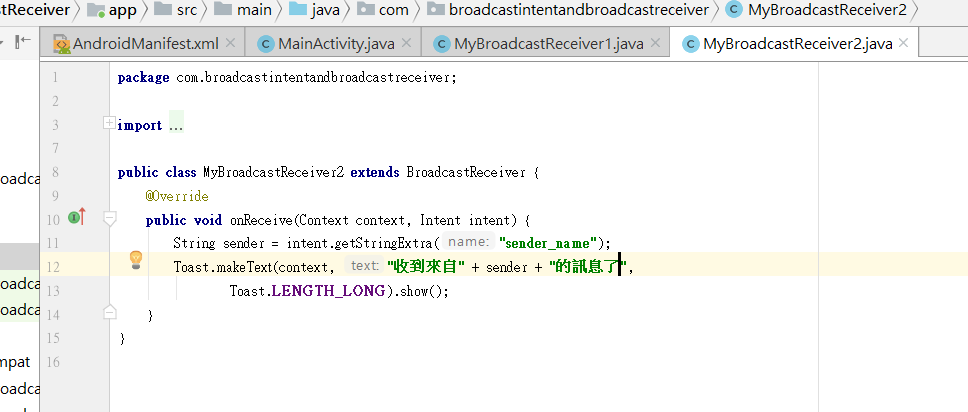 stReceiver app src main java com broadcastintentandbroadcastreceiver MyBroadcastReceiver2
AndroidManifest.xml MainActivity.java MyBroadcastReceiver1.java MyBroadcastReceiver2.java
1 package com.broadcastintentandbroadcastreceiver;
2
3 import ...
7
8 public class MyBroadcastReceiver2 extends BroadcastReceiver {
9 @Override
10 public void onReceive(Context context, Intent intent) {
11 String sender = intent.getStringExtra( name: "sender_name");
12 Toast.makeText(context, text: "收到來自" + sender + "的訊息了",
13 Toast.LENGTH_LONG).show();
14 }
15 }
16
oadca
oadca
oadca
mpat
oadca